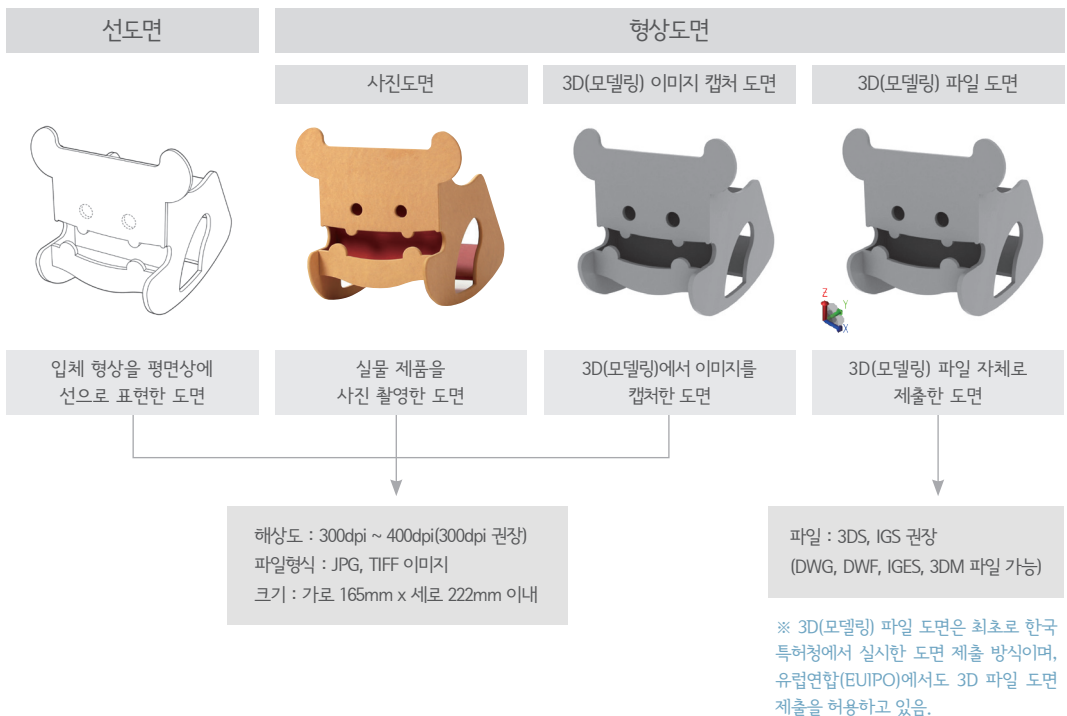 선도면
형상도면
사진도면
3D(모델링) 이미지 캡처 도면
3D(모델링) 파일 도면
Z
Y
X
입체 형상을 평면상에
선으로 표현한 도면
실물 제품을
사진 촬영한 도면
3D(모델링)에서 이미지를
캡처한 도면
3D(모델링) 파일 자체로
제출한 도면
해상도 : 300dpi ~ 400dpi(300dpi 권장)
파일형식 : JPG, TIFF 이미지
크기 : 가로 165mm x 세로 222mm 이내
파일 : 3DS, IGS 권장
(DWG, DWF, IGES, 3DM 파일 가능)
※ 3D(모델링) 파일 도면은 최초로 한국
특허청에서 실시한 도면 제출 방식이며,
유럽연합(EUIPO)에서도 3D 파일 도면
제출을 허용하고 있음.